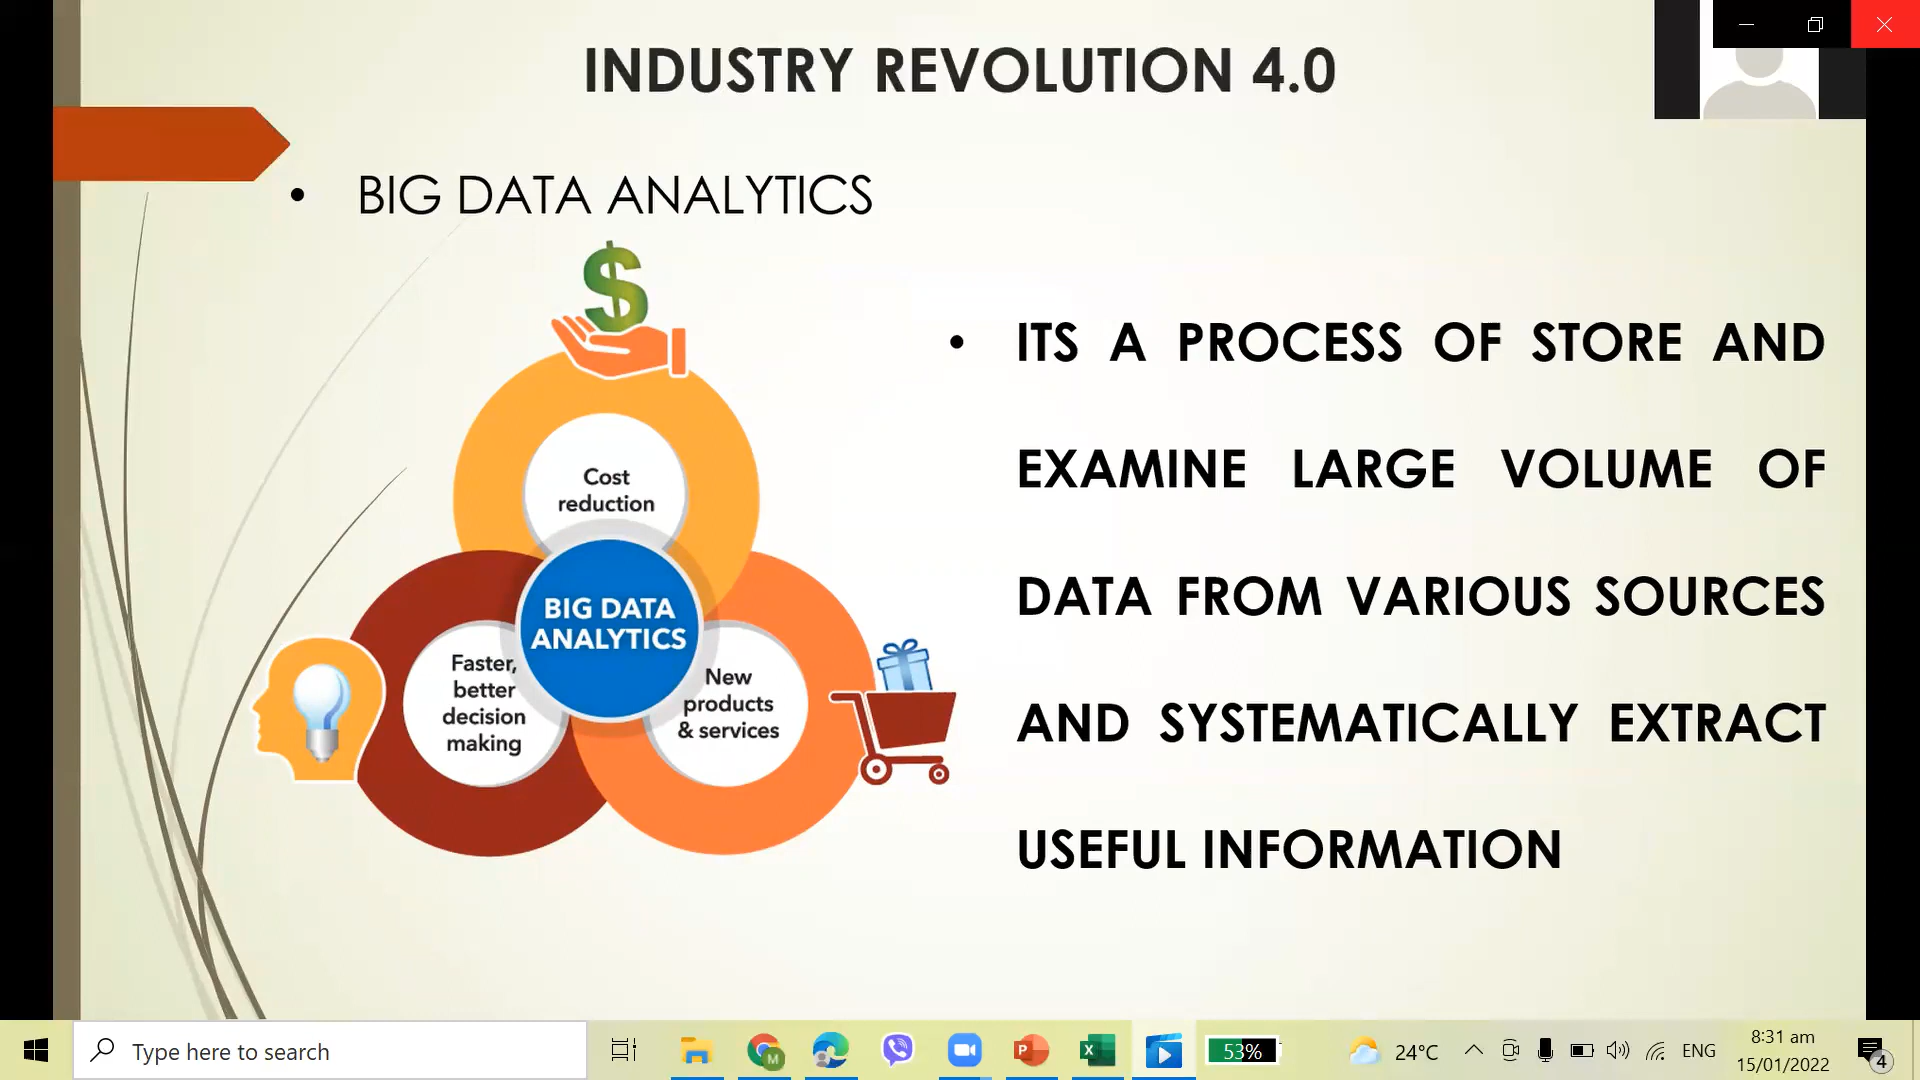 INDUSTRY REVOLUTION 4.0
• BIG DATA ANALYTICS
$
Cost
reduction
BIG DATA
ANALYTICS
Faster,
better
decision
making
New
products
& services
• ITS A PROCESS OF STORE AND
EXAMINE LARGE VOLUME OF
DATA FROM VARIOUS SOURCES
AND SYSTEMATICALLY EXTRACT
USEFUL INFORMATION
Type here to search
M
P
X
53%
24°C
ENG
8:31 am
15/01/2022
4